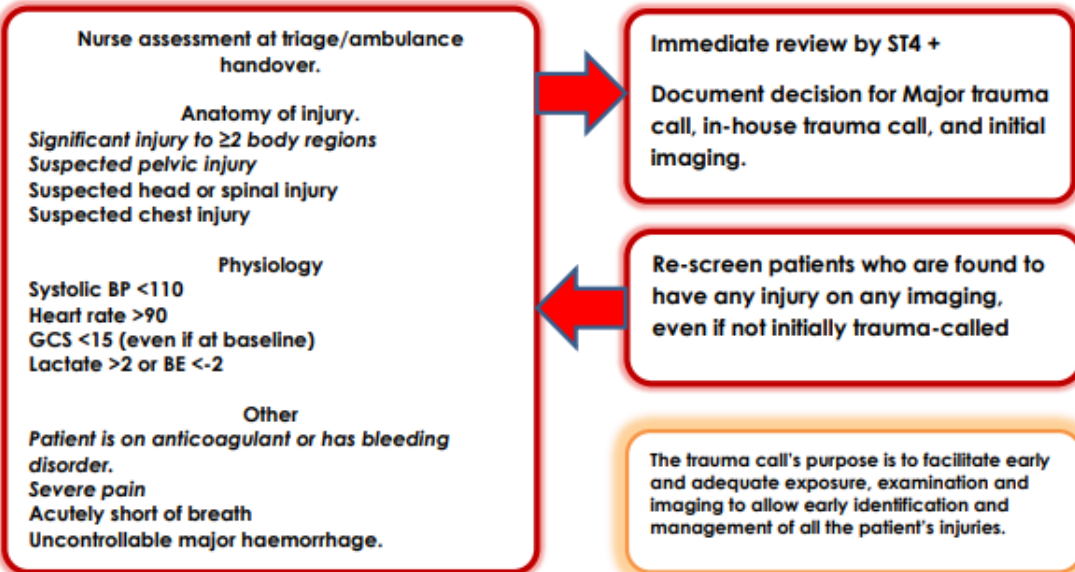 Nurse assessment at triage/ambulance
handover.
Anatomy of injury.
Significant injury to ≥2 body regions
Suspected pelvic injury
Suspected head or spinal injury
Suspected chest injury
Physiology
Systolic BP <110
Heart rate >90
GCS <15 (even if at baseline)
Lactate >2 or BE <-2
Other
Patient is on anticoagulant or has bleeding
disorder.
Severe pain
Acutely short of breath
Uncontrollable major haemorrhage.
Immediate review by ST4 +
Document decision for Major trauma
call, in-house trauma call, and initial
imaging.
Re-screen patients who are found to
have any injury on any imaging,
even if not initially trauma-called
The trauma call's purpose is to facilitate early
and adequate exposure, examination and
imaging to allow early identification and
management of all the patient's injuries.